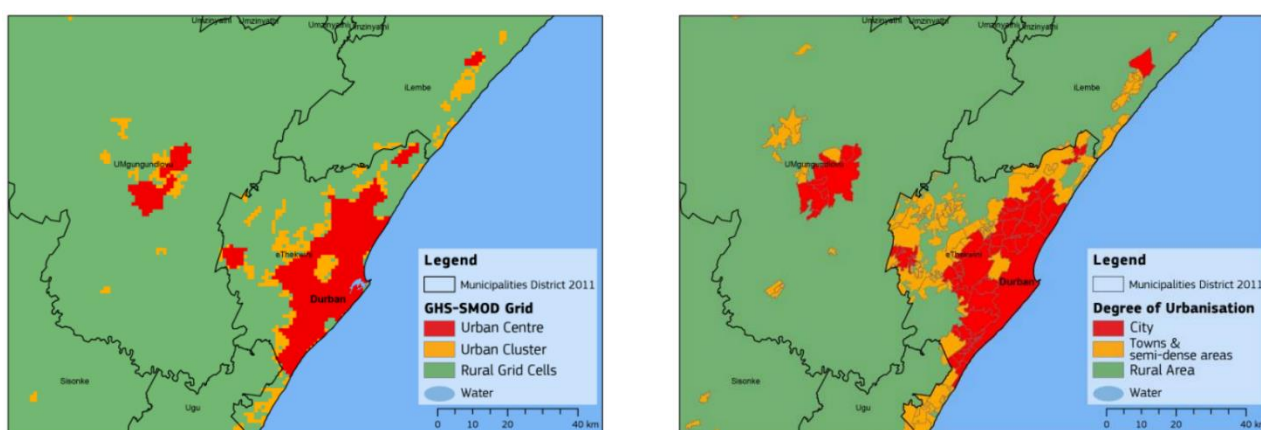 Umzinyathi
Umzinyathi
Umzinyathi
Umzinyathi
iLembe
UMgungundlovu
eThekwini
Durban
Sisonke
Ugu
Legend
Municipalities District 2011
GHS-SMOD Grid
Urban Centre
Urban Cluster
Rural Grid Cells
Water
0 10 20 40 km
Umzinyathi
Umzinyathi
Umzinyathi
Umzinyathi
iLembe
UMgungundlovu
eThekwini
Durban
Sisonke
Ugu
Legend
Municipalities District 2011
Degree of Urbanisation
City
Towns &
semi-dense areas
Rural Area
Water
0 10 20 40 km